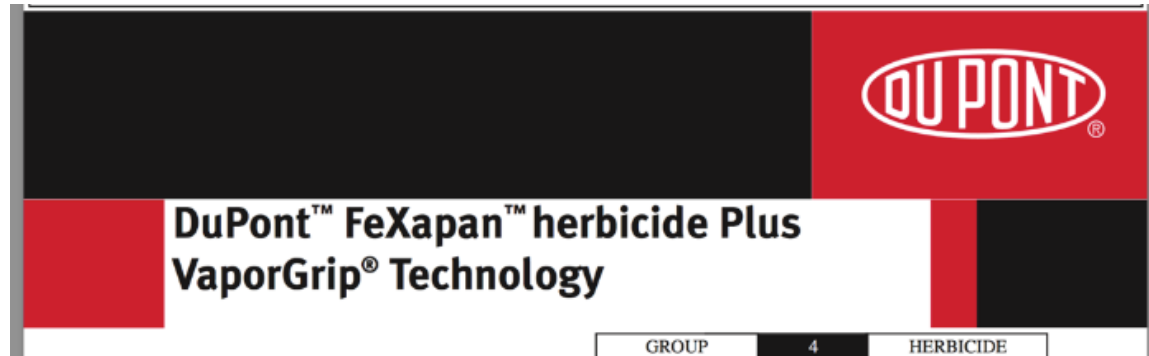 DU PONT®
DuPont™ FeXapan™ herbicide Plus
VaporGrip® Technology
GROUP 4 HERBICIDE